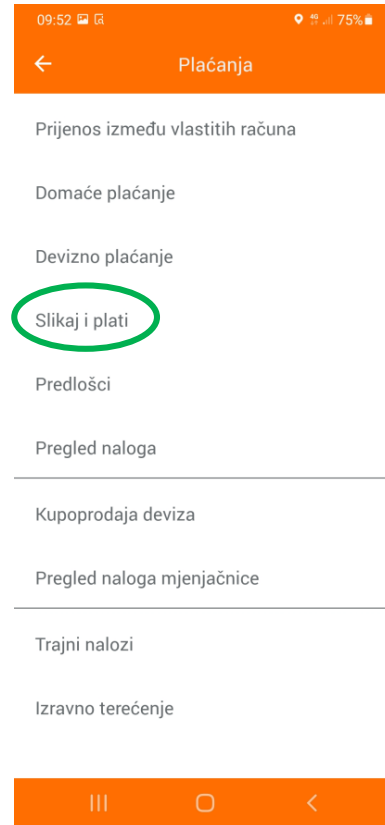 09:52
4G 75%
Plaćanja
Prijenos između vlastitih računa
Domaće plaćanje
Devizno plaćanje
Slikaj i plati
Predlošci
Pregled naloga
Kupoprodaja deviza
Pregled naloga mjenjačnice
Trajni nalozi
Izravno terećenje